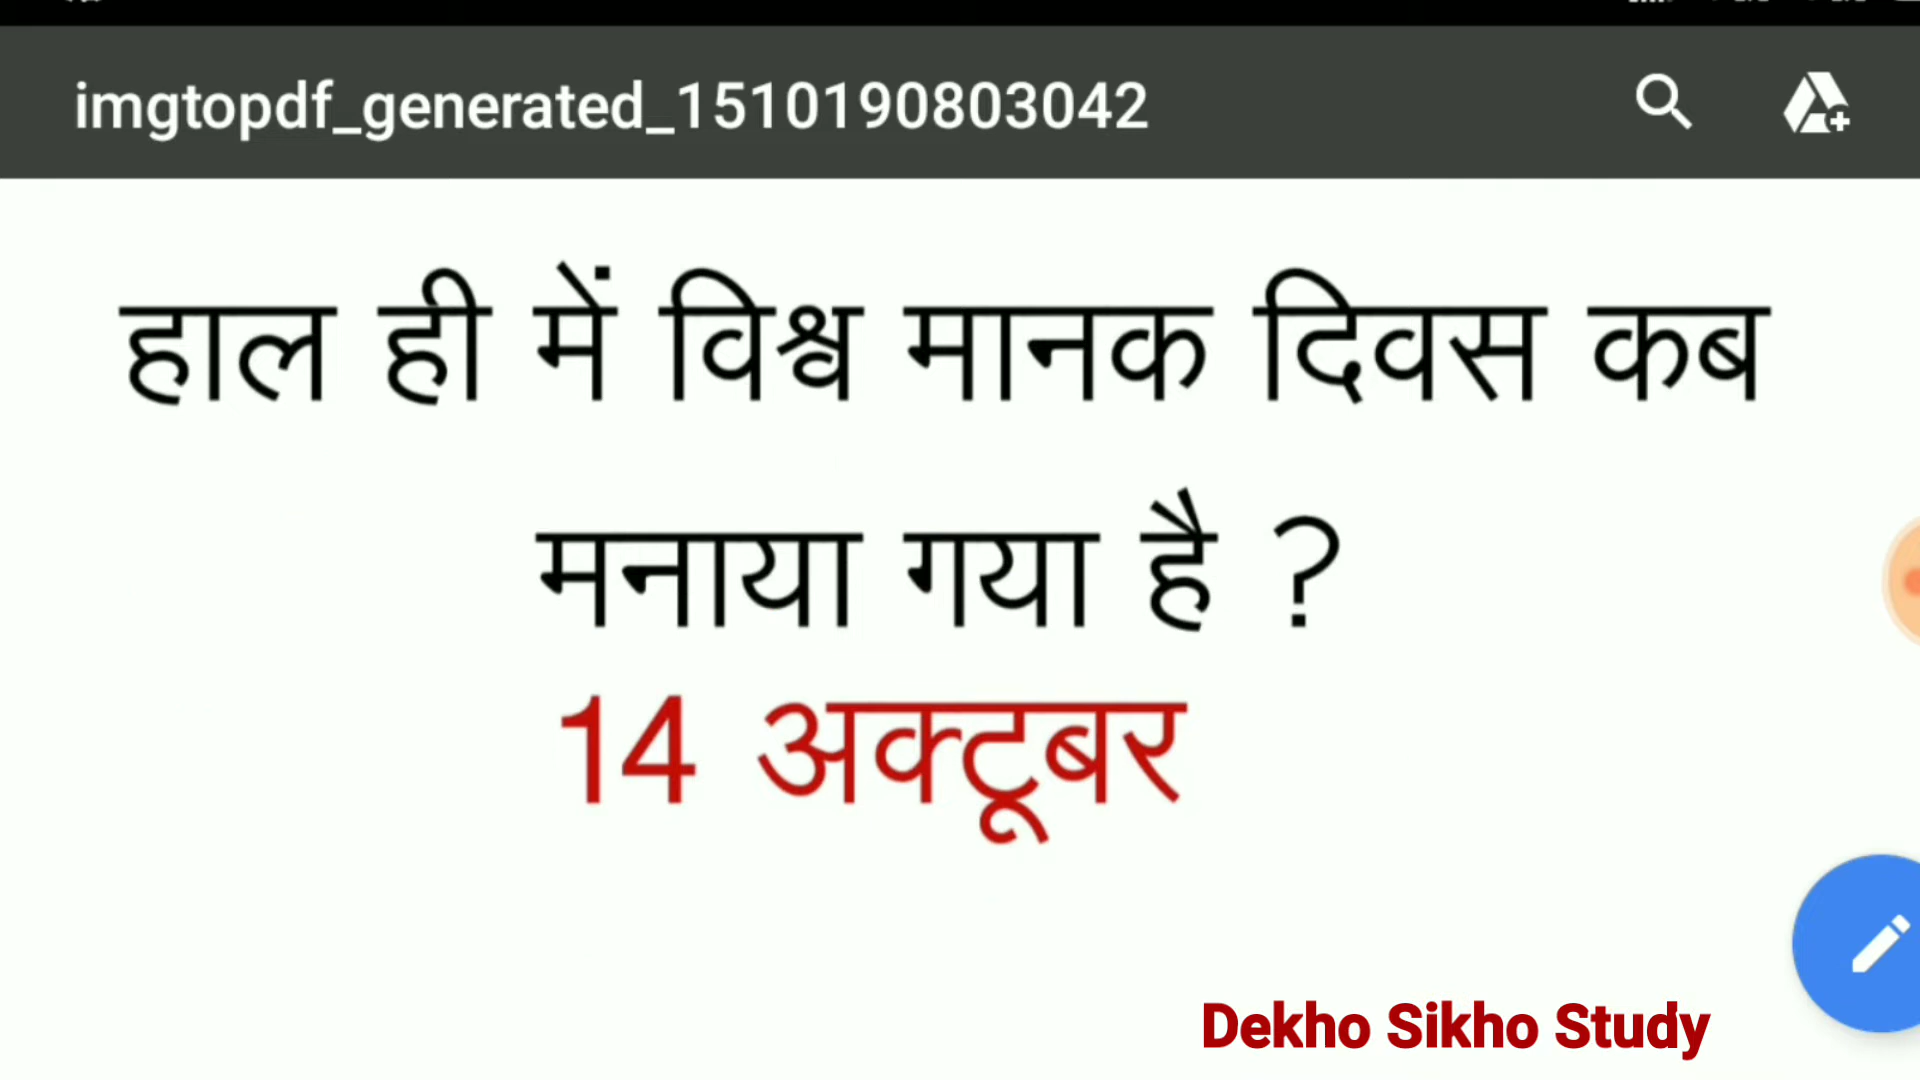 imgtopdf_generated_1510190803042
हाल ही में विश्व मानक दिवस कब
मनाया गया है ?
14 अक्टूबर
Dekho Sikho Study